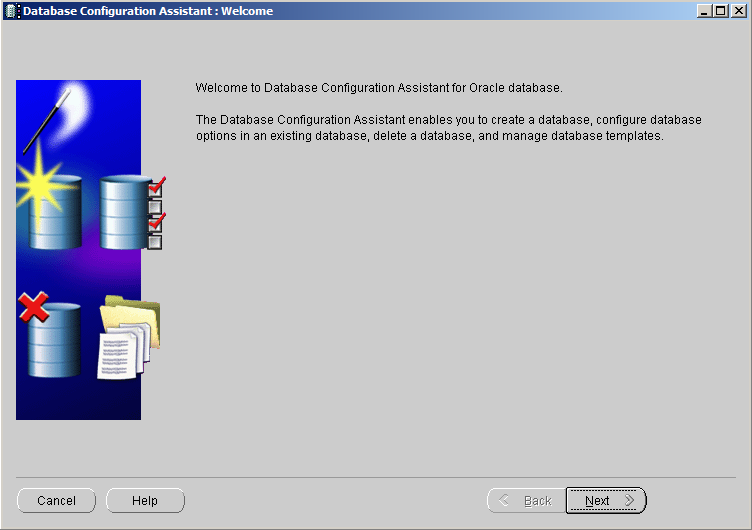 Database Configuration Assistant : Welcome
Welcome to Database Configuration Assistant for Oracle database.
The Database Configuration Assistant enables you to create a database, configure database
options in an existing database, delete a database, and manage database templates.
Cancel
Help
Back
Next